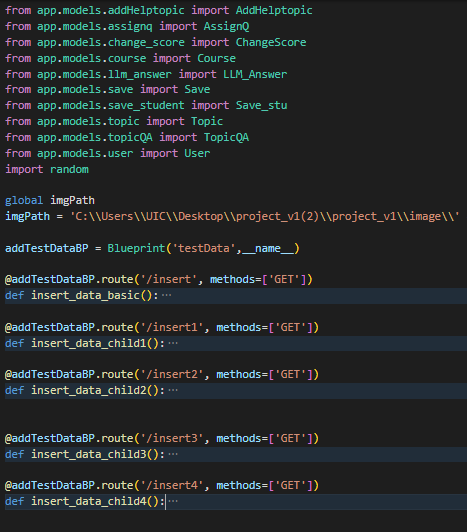 from app.models.addHelptopic import AddHelptopic
from app.models.assignq import AssignQ
from app.models.change_score import ChangeScore
from app.models.course import Course
from app.models.llm_answer import LLM_Answer
from app.models.save import Save
from app.models.save_student import Save_stu
from app.models.topic import Topic
from app.models.topicQA import TopicQA
from app.models.user import User
import random
global imgPath
imgPath = 'C:\\Users\\UIC\\Desktop\\project_v1(2)\\project_v1\\image\\'
addTestDataBP = Blueprint('testData',__name__)
@addTestDataBP.route('/insert', methods=['GET'])
def insert_data_basic():···
@addTestDataBP.route('/insert1', methods=['GET'])
def insert_data_child1():···
@addTestDataBP.route('/insert2', methods=['GET'])
def insert_data_child2():···
@addTestDataBP.route('/insert3', methods=['GET'])
def insert_data_child3():···
@addTestDataBP.route('/insert4', methods=['GET'])
def insert_data_child4():···